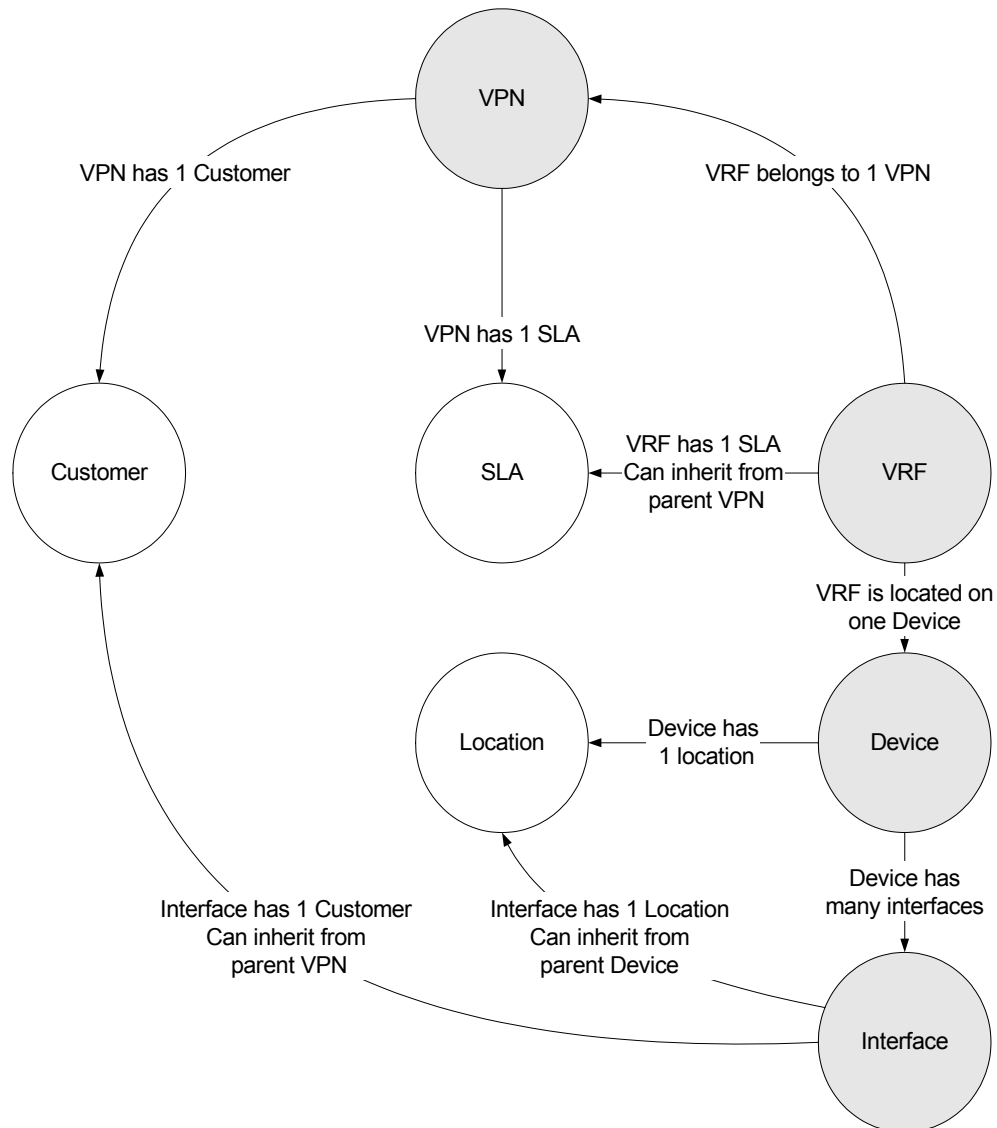 VPN
VPN has 1 Customer
VRF belongs to 1 VPN
VPN has 1 SLA
Customer
SLA
VRF has 1 SLA
Can inherit from
parent VPN
VRF
VRF is located on
one Device
Location
Device has
1 location
Device
Device has
many interfaces
Interface has 1 Customer
Can inherit from
parent VPN
Interface has 1 Location
Can inherit from
parent Device
Interface